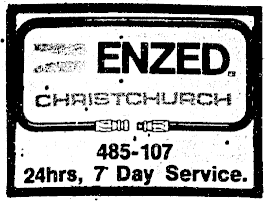 ENZED
CHRISTCHURCH
485-107
24hrs, 7 Day Service.